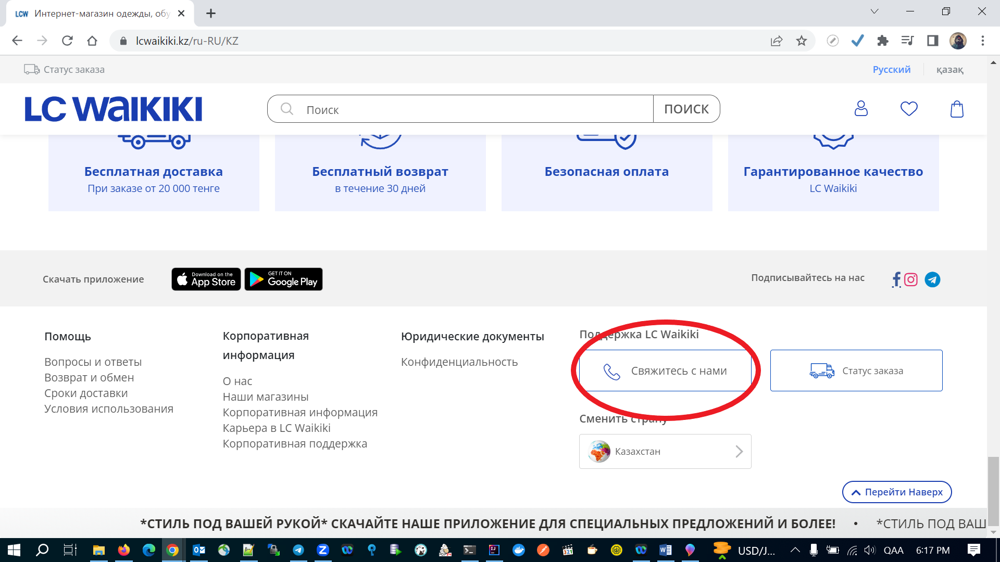 LCW Интернет-магазин одежды, обу
lcwaikiki.kz/ru-RU/KZ
Статус заказа
Русский
қазақ
LC WAIKIKI
Поиск
ПОИСК
Бесплатная доставка
При заказе от 20 000 тенге
Бесплатный возврат
в течение 30 дней
Безопасная оплата
Гарантированное качество
LC Waikiki
Скачать приложение
Download on the
App Store
GET IT ON
Google Play
Подписывайтесь на нас
Помощь
Вопросы и ответы
Возврат и обмен
Сроки доставки
Условия использования
Корпоративная
информация
О нас
Наши магазины
Корпоративная информация
Карьера в LC Waikiki
Корпоративная поддержка
Юридические документы
Конфиденциальность
Поддержка LC Waikiki
Свяжитесь с нами
Статус заказа
Сменить страну
Казахстан
Перейти Наверх
*СТИЛЬ ПОД ВАШЕЙ РУКОЙ* СКАЧАЙТЕ НАШЕ ПРИЛОЖЕНИЕ ДЛЯ СПЕЦИАЛЬНЫХ ПРЕДЛОЖЕНИЙ И БОЛЕЕ! • *СТИЛЬ ПОД ВАШ
USD/J...
QAA
6:17 PM